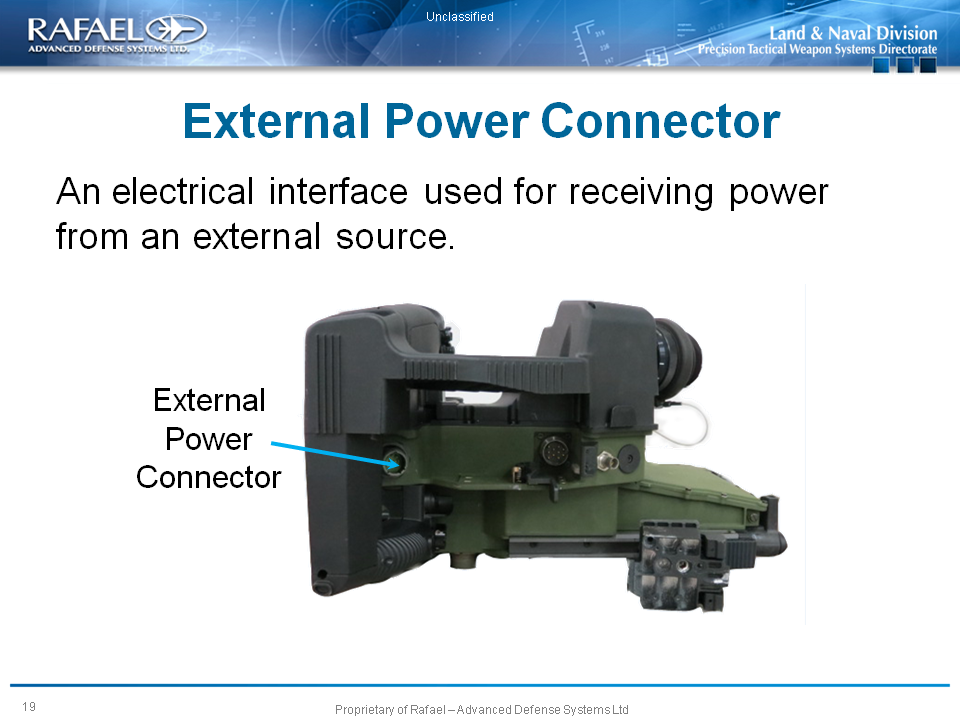 Unclassified
RAFAEL
ADVANCED DEFENSE SYSTEMS LTD.
Land & Naval Division
Precision Tactical Weapon Systems Directorate
External Power Connector
An electrical interface used for receiving power
from an external source.
External
Power
Connector
19
Proprietary of Rafael – Advanced Defense Systems Ltd